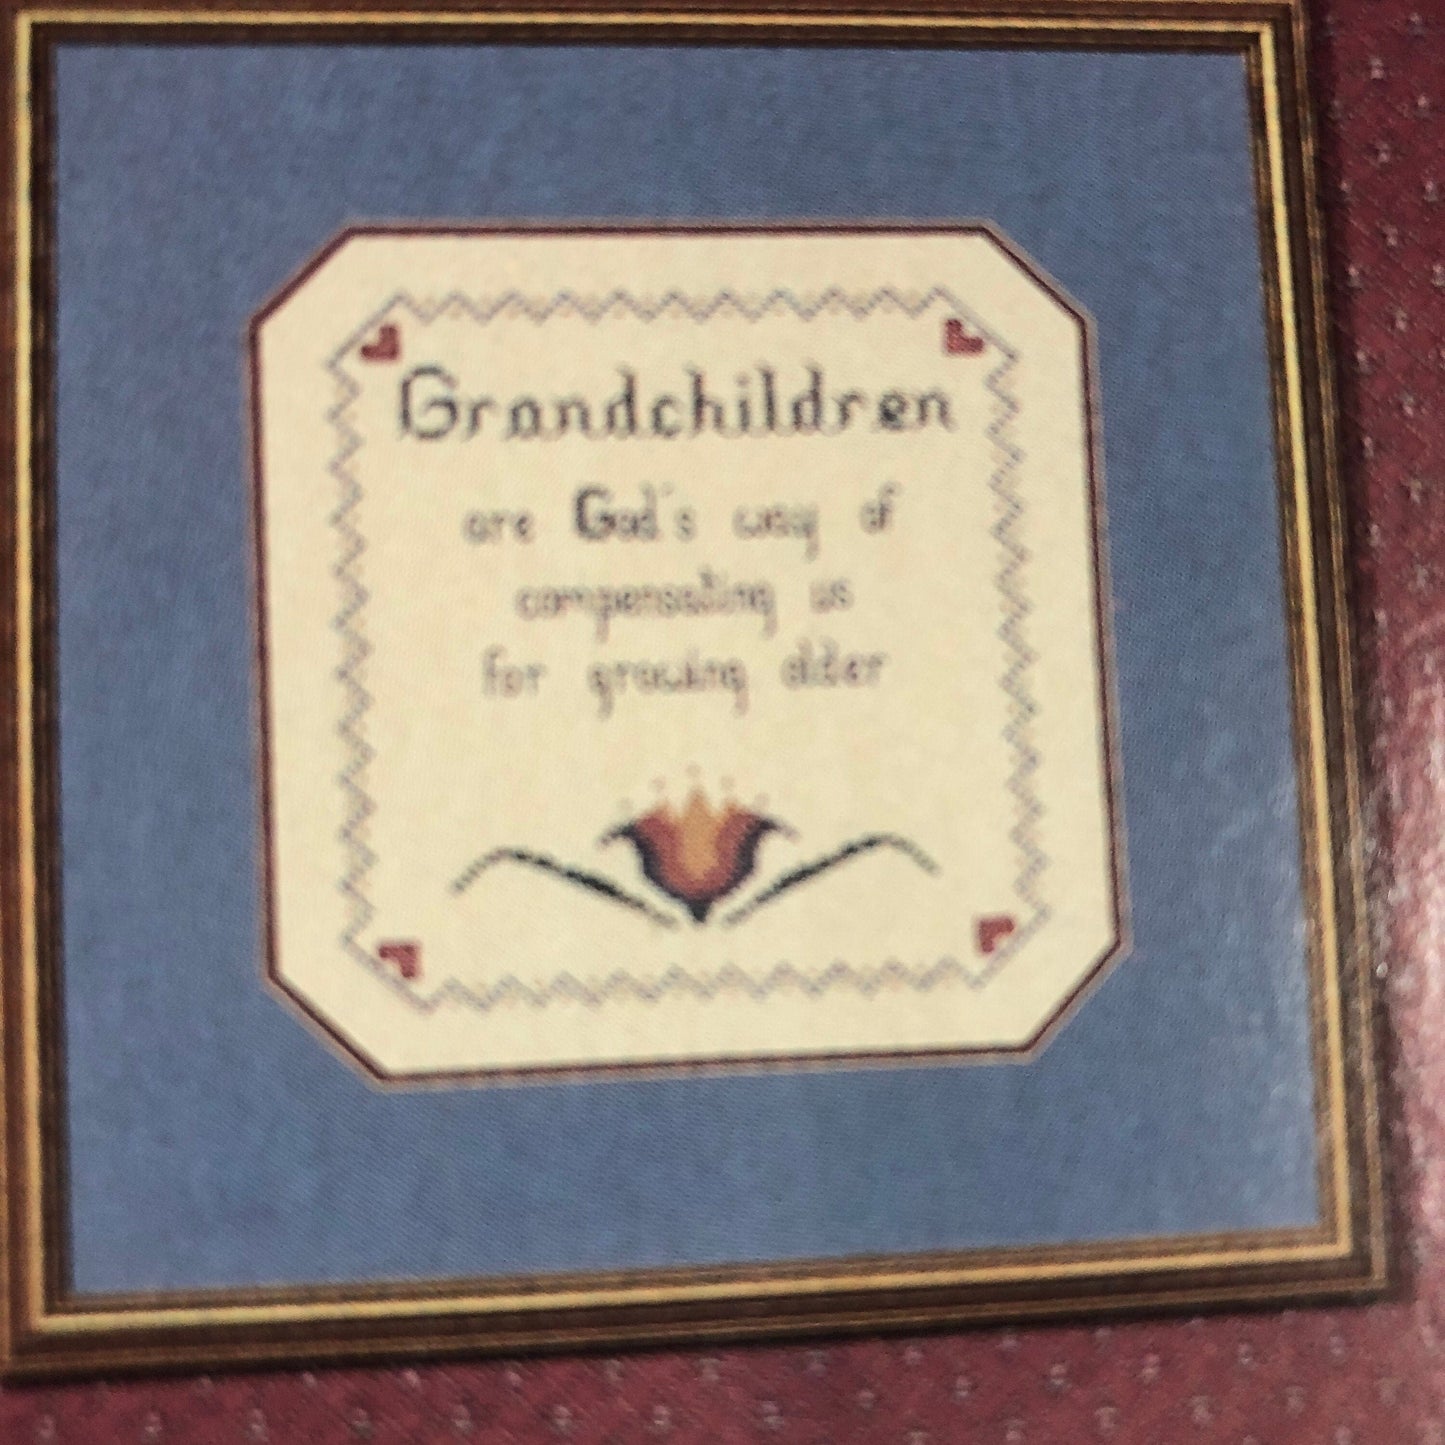 Grandchildren
are God's way of
compensating us
for growing older